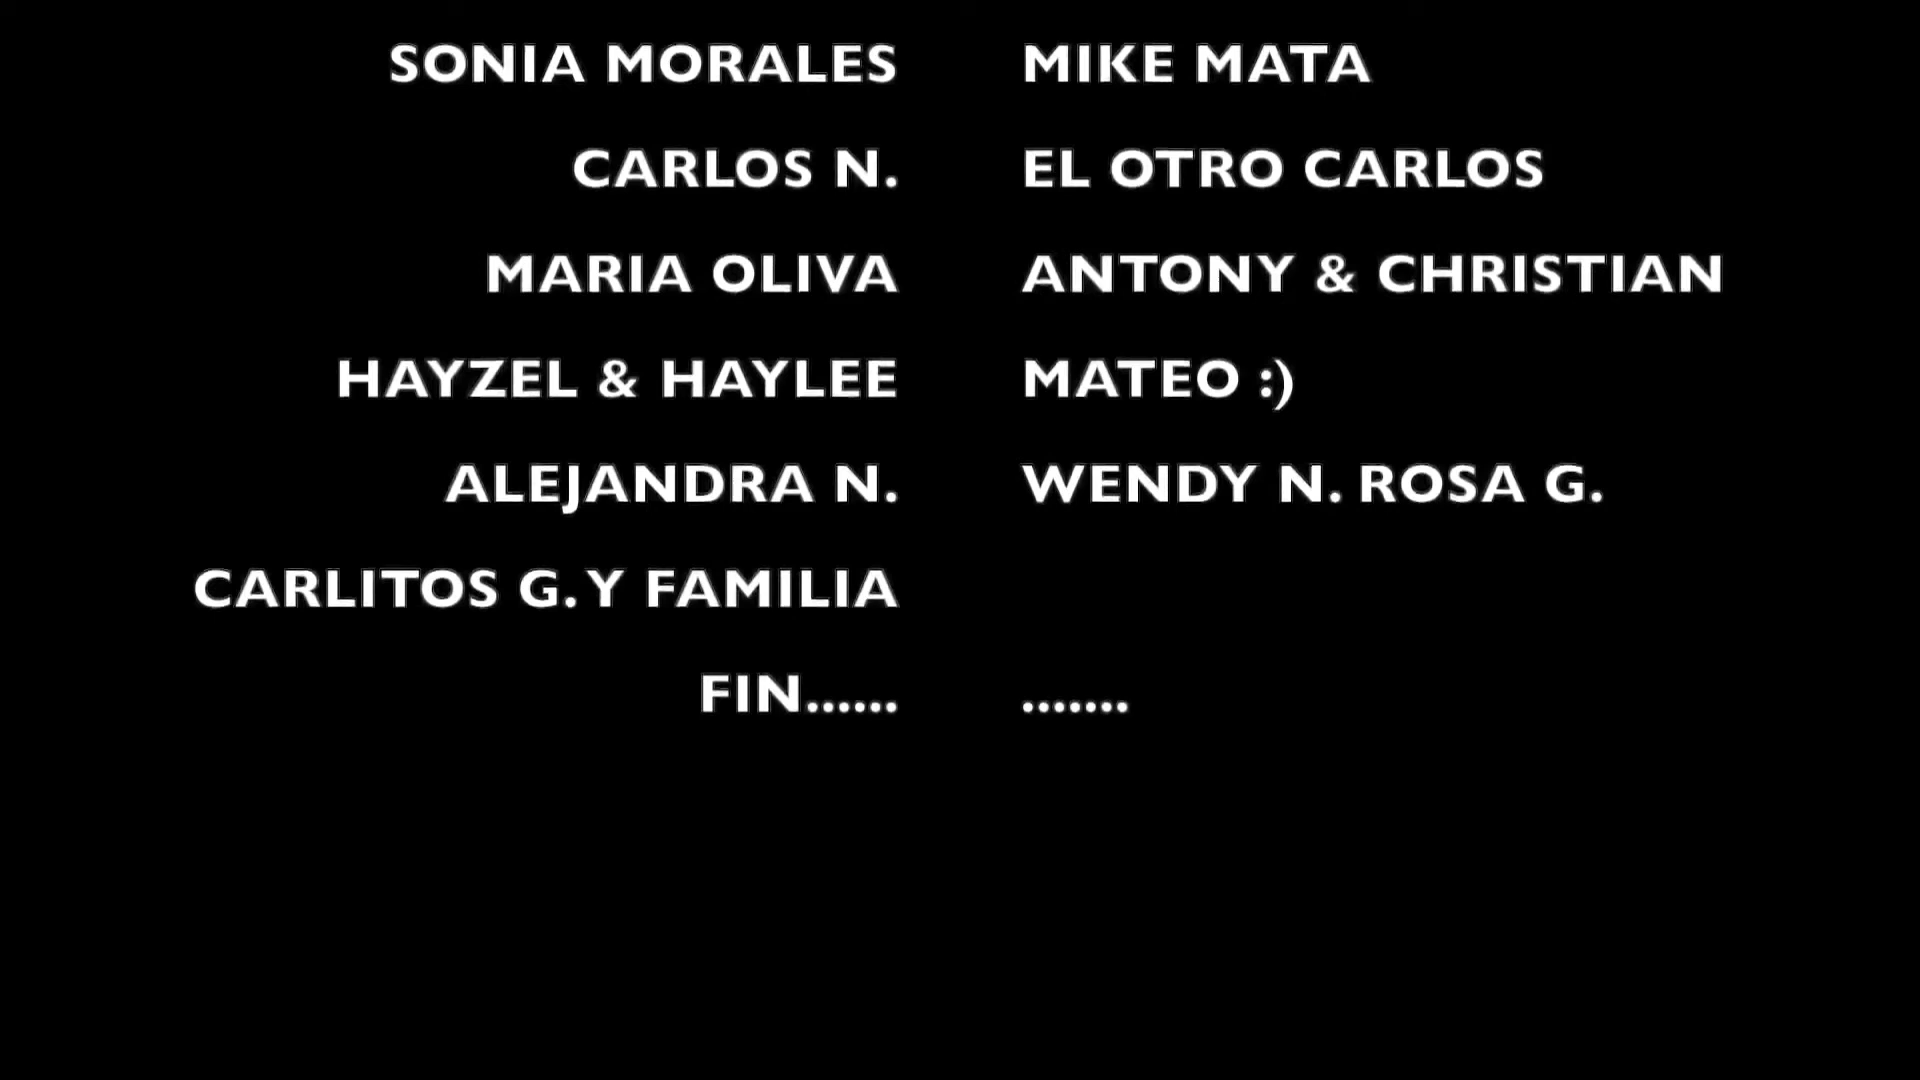 SONIA MORALES MIKE MATA
CARLOS N. EL OTRO CARLOS
MARIA OLIVA ANTONY & CHRISTIAN
HAYZEL & HAYLEE MATEO :)
ALEJANDRA N. WENDY N. ROSA G.
CARLITOS G. Y FAMILIA
FIN...... .......